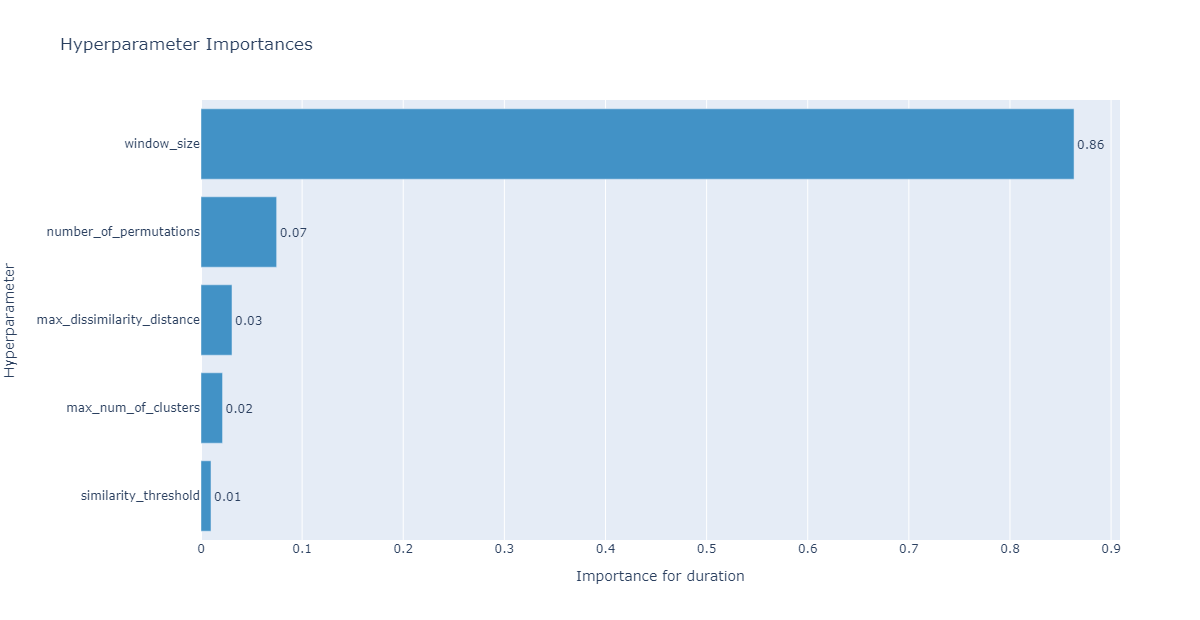 Hyperparameter Importances
Hyperparameter
window_size
0.86
number_of_permutations
0.07
max_dissimilarity_distance
0.03
max_num_of_clusters
0.02
similarity_threshold
0.01
0 0.1 0.2 0.3 0.4 0.5 0.6 0.7 0.8 0.9
Importance for duration